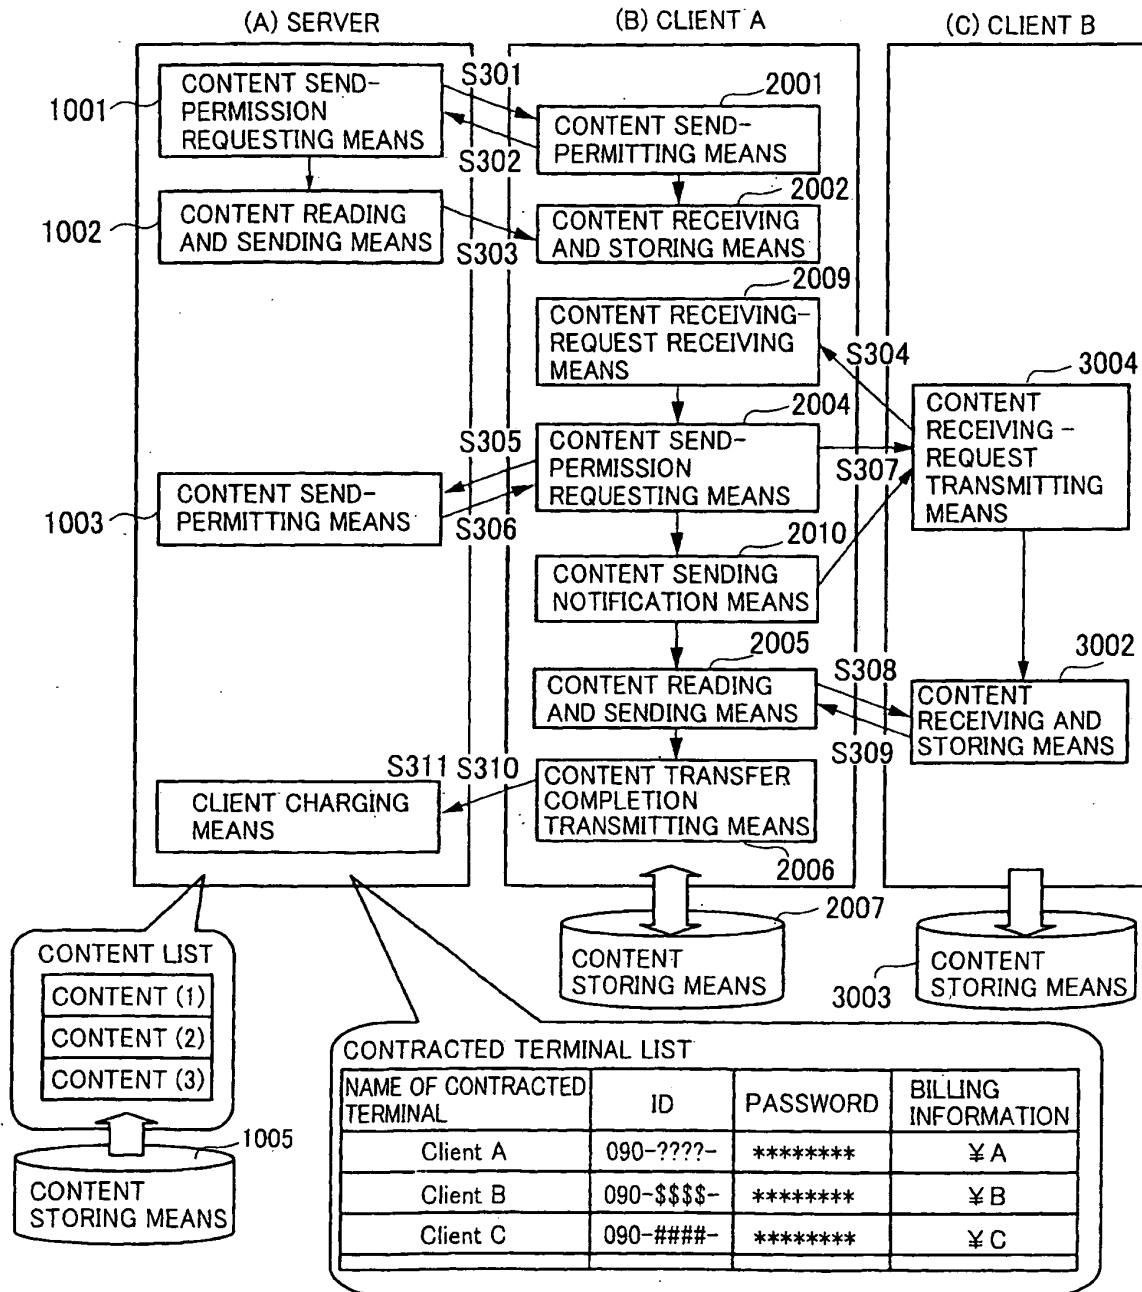 (A) SERVER
(B) CLIENT A
(C) CLIENT B
1001
CONTENT SEND-
PERMISSION
REQUESTING MEANS
S301
S302
2001
CONTENT SEND-
PERMITTING MEANS
1002
CONTENT READING
AND SENDING MEANS
S303
2002
CONTENT RECEIVING
AND STORING MEANS
2009
CONTENT RECEIVING-
REQUEST RECEIVING
MEANS
S304
3004
CONTENT
RECEIVING-
REQUEST
TRANSMITTING
MEANS
2004
CONTENT SEND-
PERMISSION
REQUESTING MEANS
S305
S307
1003
CONTENT SEND-
PERMITTING MEANS
S306
2010
CONTENT SENDING
NOTIFICATION MEANS
2005
CONTENT READING
AND SENDING MEANS
S308
S309
3002
CONTENT
RECEIVING AND
STORING MEANS
S311 S310
CLIENT CHARGING
MEANS
CONTENT TRANSFER
COMPLETION
TRANSMITTING MEANS
2006
2007
CONTENT
STORING MEANS
3003
CONTENT
STORING MEANS
CONTENT LIST
CONTENT (1)
CONTENT (2)
CONTENT (3)
1005
CONTENT
STORING MEANS
CONTRACTED TERMINAL LIST
NAME OF CONTRACTED
TERMINAL
ID
PASSWORD
BILLING
INFORMATION
Client A 090-????- ******** ¥A
Client B 090-$$$$- ******** ¥B
Client C 090-####- ******** ¥C